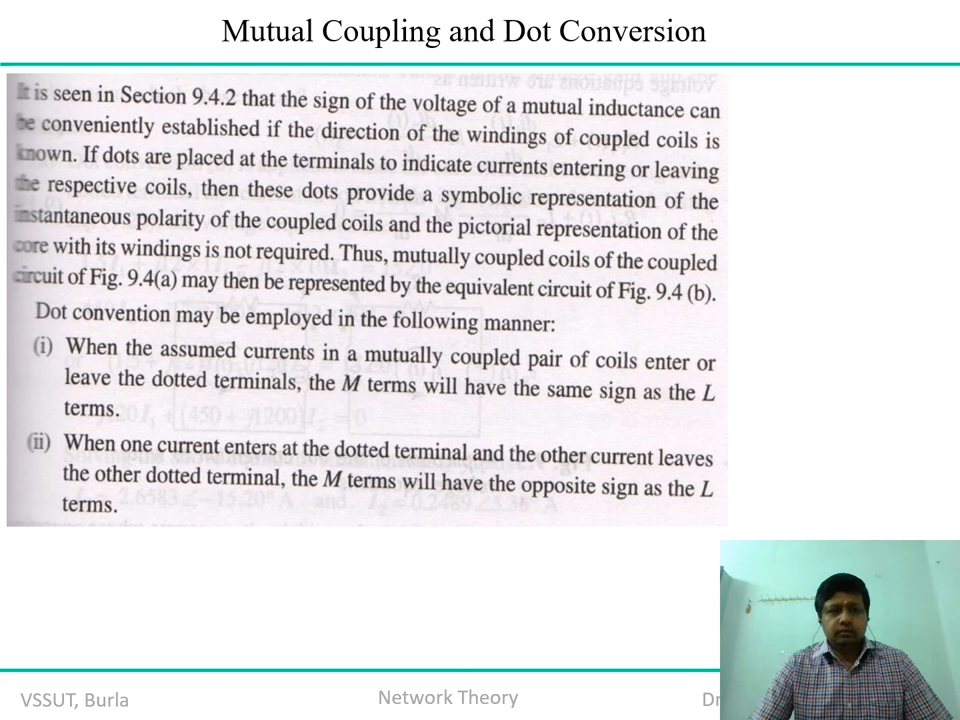 Mutual Coupling and Dot Conversion
It is seen in Section 9.4.2 that the sign of the voltage of a mutual inductance can
be conveniently established if the direction of the windings of coupled coils is
known. If dots are placed at the terminals to indicate currents entering or leaving
the respective coils, then these dots provide a symbolic representation of the
instantaneous polarity of the coupled coils and the pictorial representation of the
core with its windings is not required. Thus, mutually coupled coils of the coupled
circuit of Fig. 9.4(a) may then be represented by the equivalent circuit of Fig. 9.4 (b).
Dot convention may be employed in the following manner:
(i) When the assumed currents in a mutually coupled pair of coils enter or
leave the dotted terminals, the M terms will have the same sign as the L
terms.
(ii) When one current enters at the dotted terminal and the other current leaves
the other dotted terminal, the M terms will have the opposite sign as the L
terms.
VSSUT, Burla
Network Theory
Dr